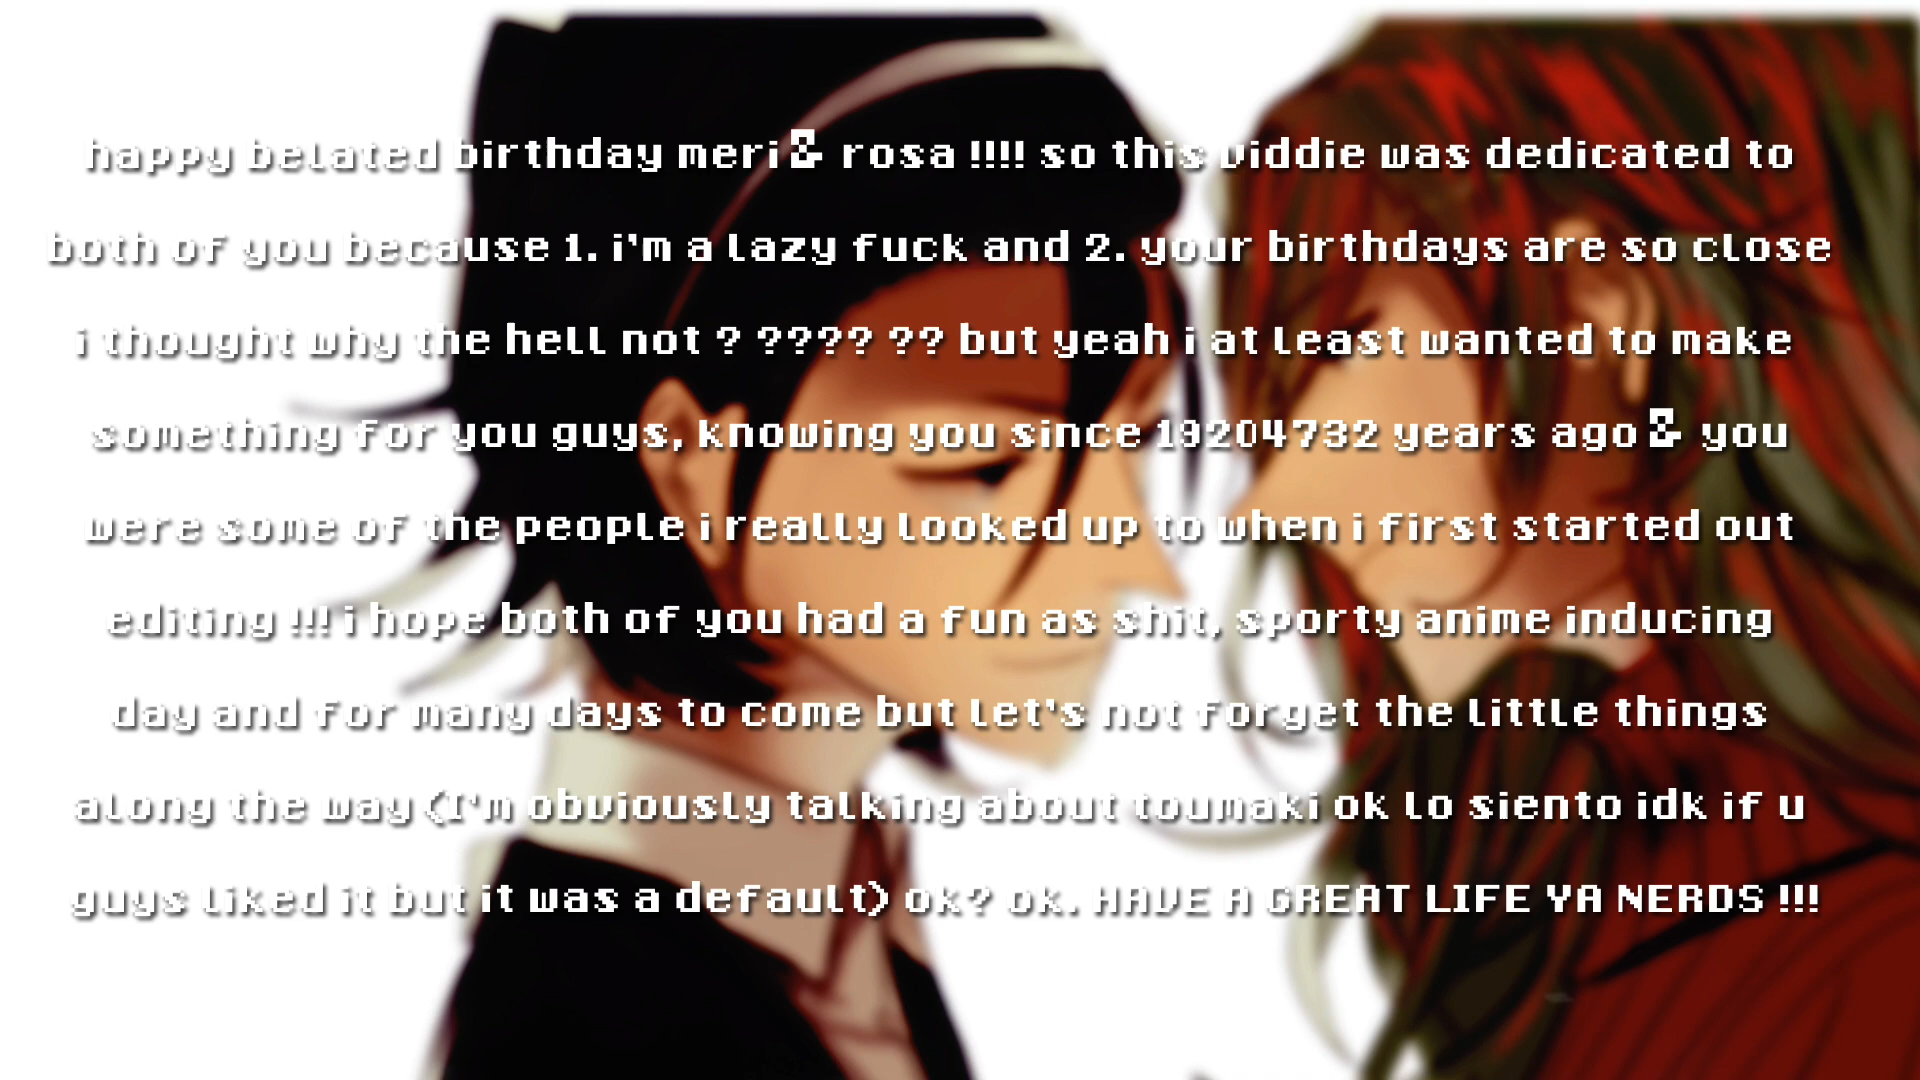 happy belated birthday meri & rosa !!!! so this viddie was dedicated to
both of you because 1. i'm a lazy fuck and 2. your birthdays are so close
i thought why the hell not ? ???? ?? but yeah i at least wanted to make
something for you guys, knowing you since 19204732 years ago & you
were some of the people i really looked up to when i first started out
editing !!! i hope both of you had a fun as shit, sporty anime inducing
day and for many days to come but let's not forget the little things
along the way (I'm obviously talking about toumaki ok lo siento idk if u
guys liked it but it was a default) ok? ok. HAVE A GREAT LIFE YA NERDS !!!